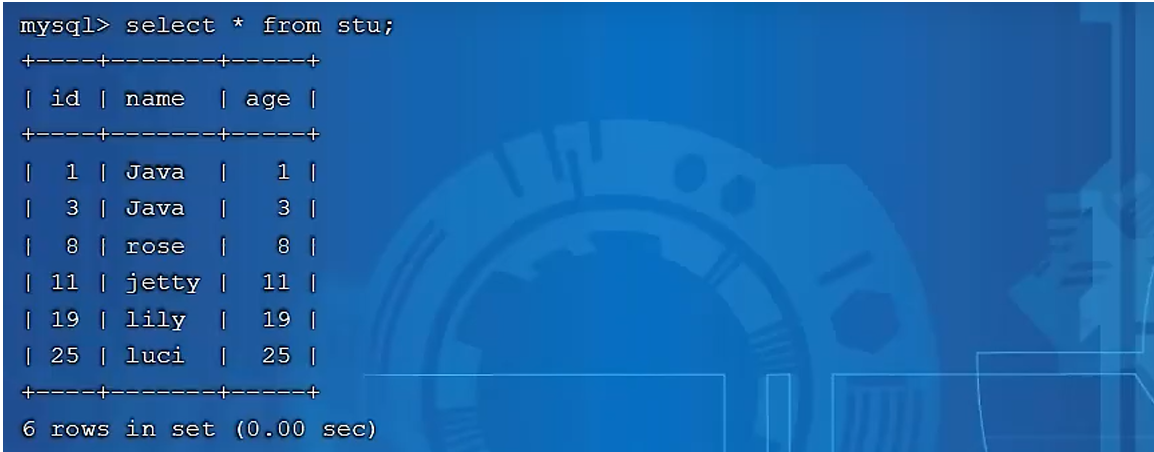 mysql> select * from stu;
+----+-------+-----+
| id | name  | age |
+----+-------+-----+
|  1 | Java  |   1 |
|  3 | Java  |   3 |
|  8 | rose  |   8 |
| 11 | jetty |  11 |
| 19 | lily  |  19 |
| 25 | luci  |  25 |
+----+-------+-----+
6 rows in set (0.00 sec)